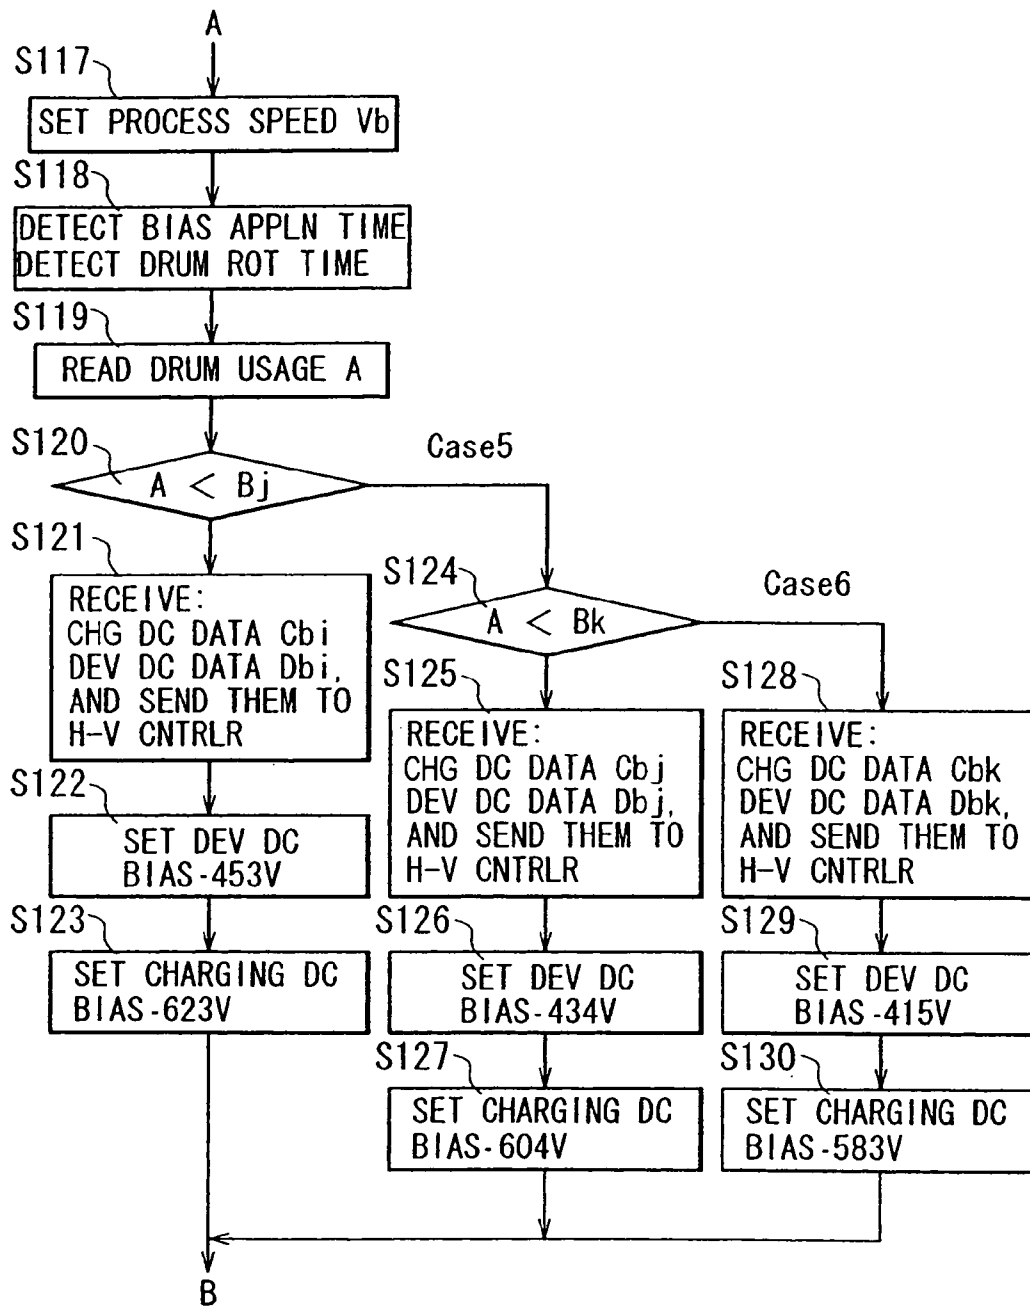 A
S117
SET PROCESS SPEED Vb
S118
DETECT BIAS APPLN TIME
DETECT DRUM ROT TIME
S119
READ DRUM USAGE A
S120
A < Bj
Case5
S121
RECEIVE:
CHG DC DATA Cbi
DEV DC DATA Dbi,
AND SEND THEM TO
H-V CNTRLR
S122
SET DEV DC
BIAS-453V
S123
SET CHARGING DC
BIAS-623V
S124
A < Bk
Case6
S125
RECEIVE:
CHG DC DATA Cbj
DEV DC DATA Dbj,
AND SEND THEM TO
H-V CNTRLR
S126
SET DEV DC
BIAS-434V
S127
SET CHARGING DC
BIAS-604V
S128
RECEIVE:
CHG DC DATA Cbk
DEV DC DATA Dbk,
AND SEND THEM TO
H-V CNTRLR
S129
SET DEV DC
BIAS-415V
S130
SET CHARGING DC
BIAS-583V
B